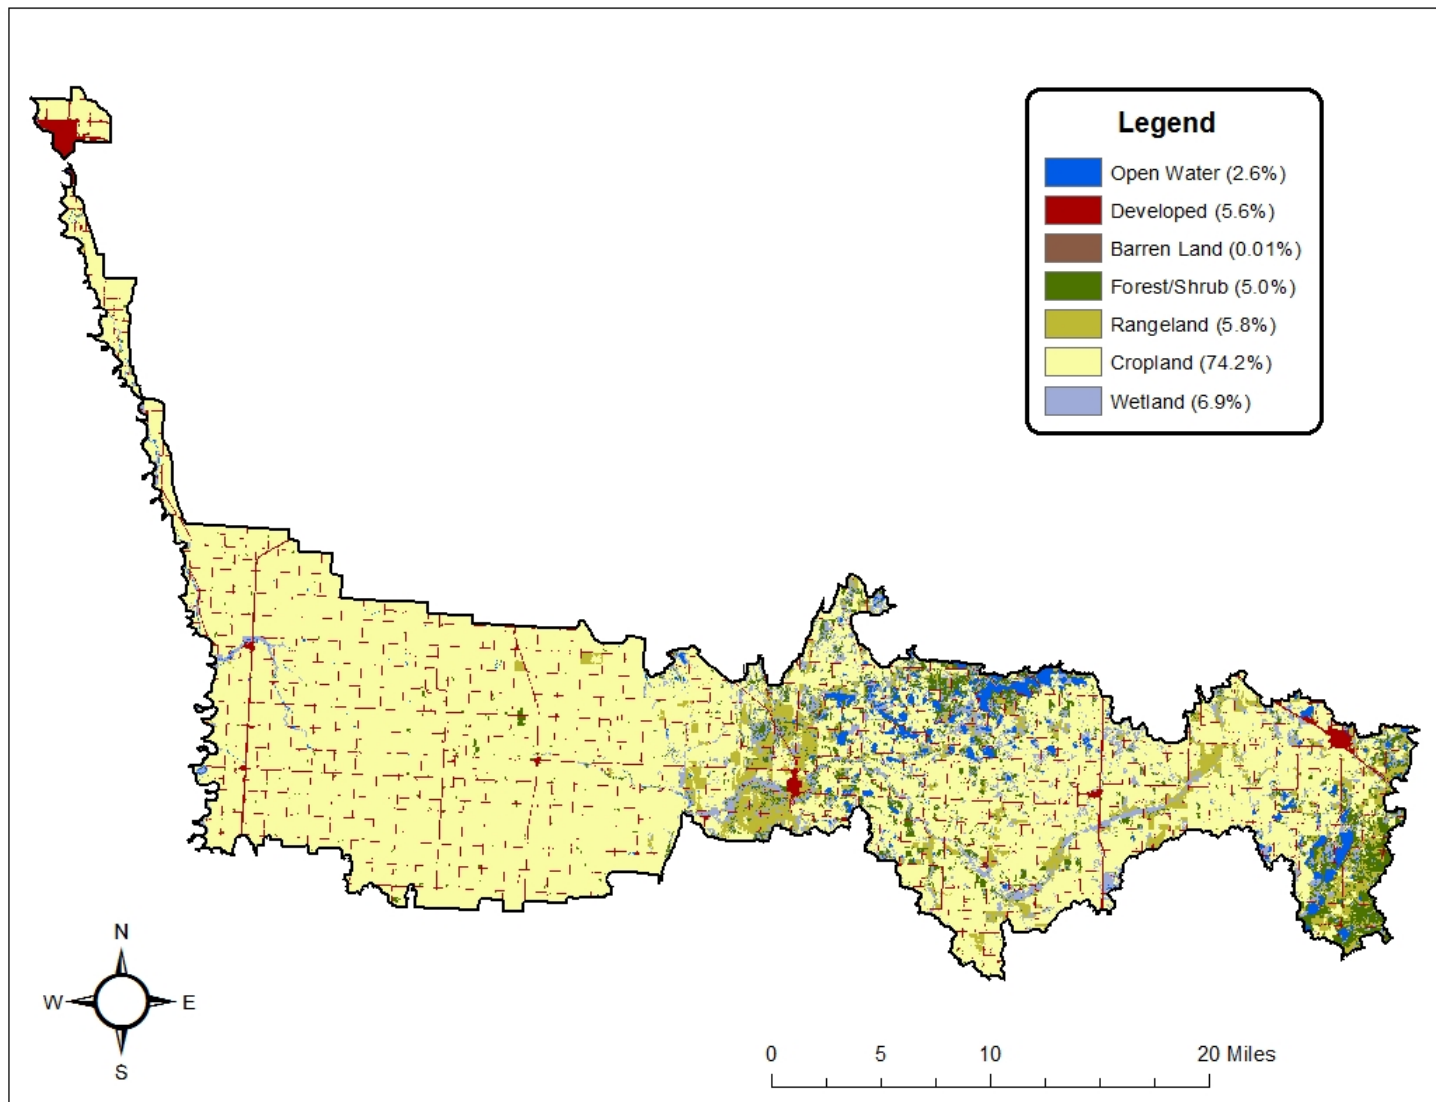 Legend
Open Water (2.6%)
Developed (5.6%)
Barren Land (0.01%)
Forest/Shrub (5.0%)
Rangeland (5.8%)
Cropland (74.2%)
Wetland (6.9%)
N
W E
S
0 5 10 20 Miles